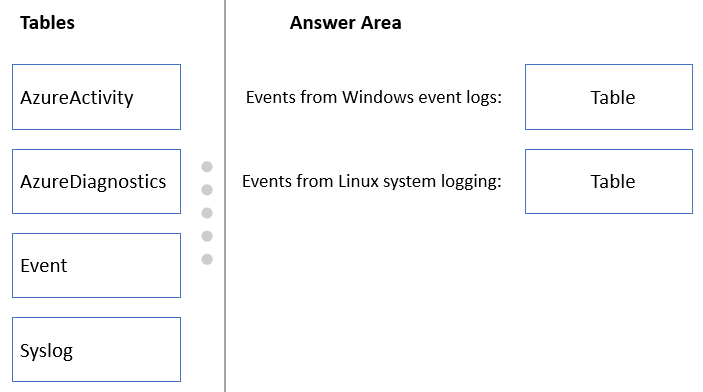 Tables
AzureActivity
AzureDiagnostics
Event
Syslog
Answer Area
Events from Windows event logs: Table
Events from Linux system logging: Table